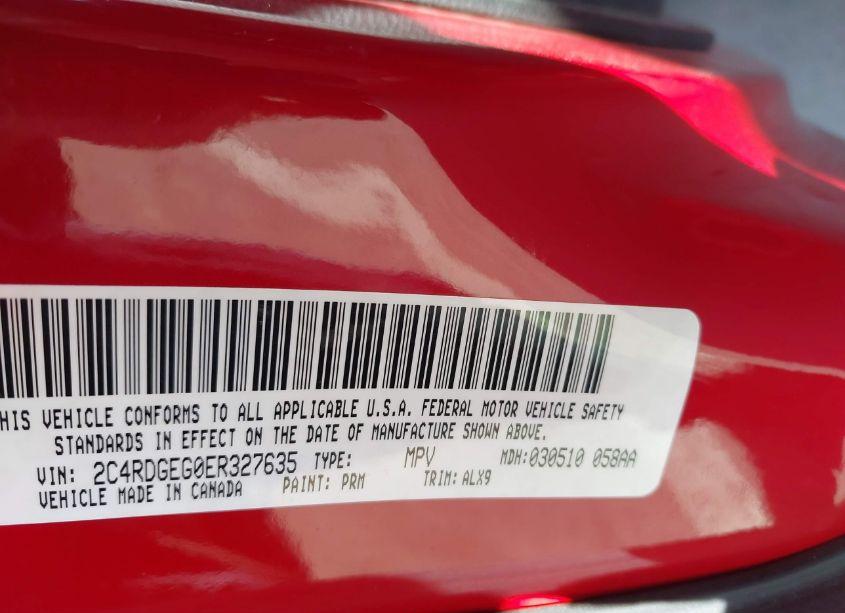 THIS VEHICLE CONFORMS TO ALL APPLICABLE U.S.A. FEDERAL MOTOR VEHICLE SAFETY
STANDARDS IN EFFECT ON THE DATE OF MANUFACTURE SHOWN ABOVE.
VIN: 2C4RDGEG0ER327635 TYPE: MPV MDH:030510 058AA
VEHICLE MADE IN CANADA PAINT: PRM TRIM: ALX9